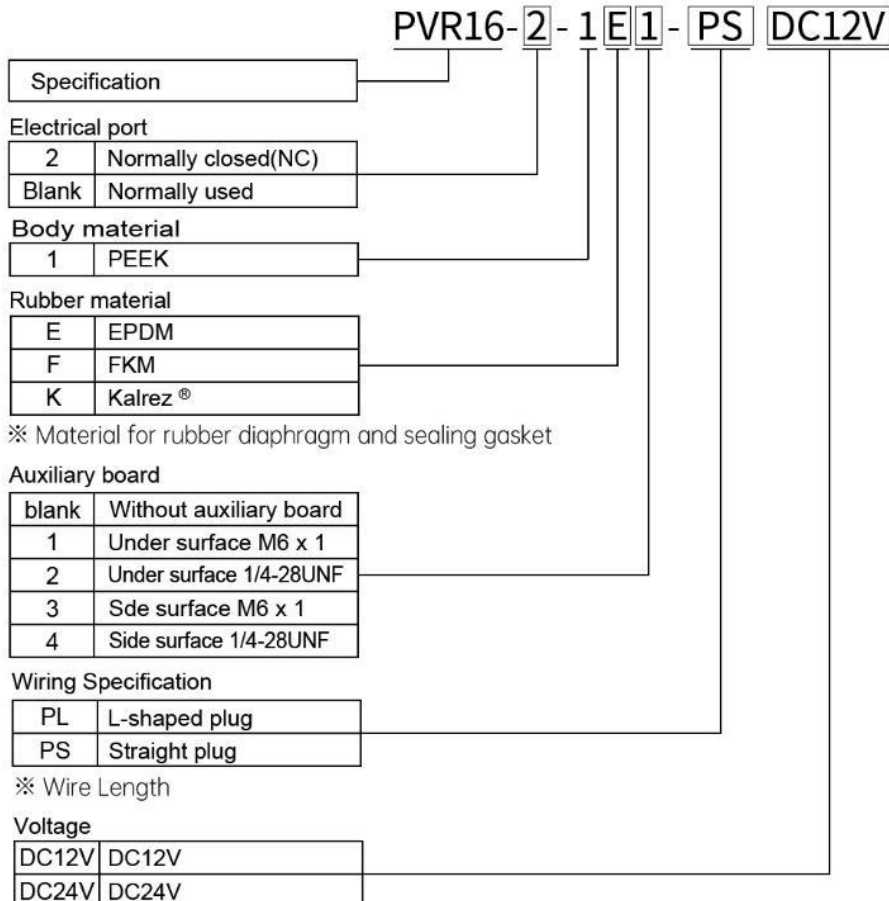 PVR16-2-1E1-PS DC12V
Specification
Electrical port
2 Normally closed(NC)
Blank Normally used
Body material
1 PEEK
Rubber material
E EPDM
F FKM
K Kalrez ®
※ Material for rubber diaphragm and sealing gasket
Auxiliary board
blank Without auxiliary board
1 Under surface M6 x 1
2 Under surface 1/4-28UNF
3 Sde surface M6 x 1
4 Side surface 1/4-28UNF
Wiring Specification
PL L-shaped plug
PS Straight plug
※ Wire Length
Voltage
DC12V DC12V
DC24V DC24V